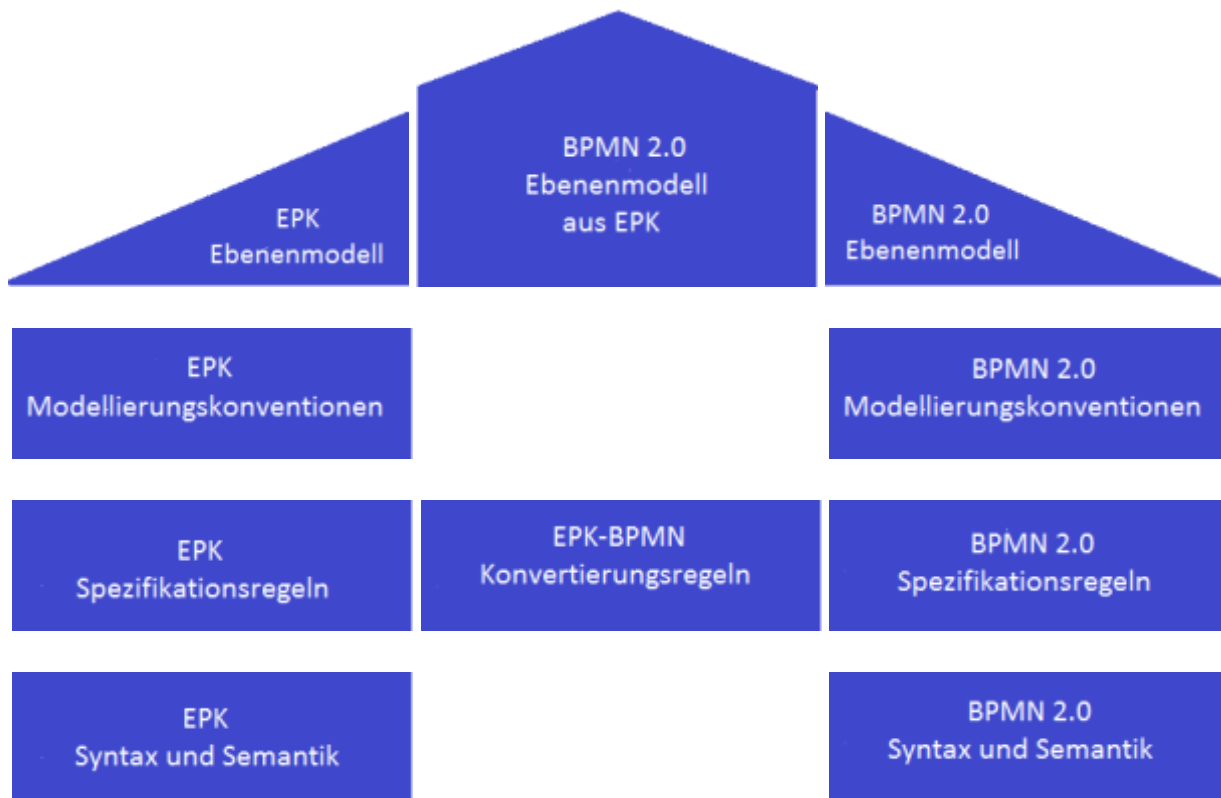 BPMN 2.0
Ebenenmodell
aus EPK
EPK
Ebenenmodell
BPMN 2.0
Ebenenmodell
EPK
Modellierungskonventionen
BPMN 2.0
Modellierungskonventionen
EPK
Spezifikationsregeln
EPK-BPMN
Konvertierungsregeln
BPMN 2.0
Spezifikationsregeln
EPK
Syntax und Semantik
BPMN 2.0
Syntax und Semantik